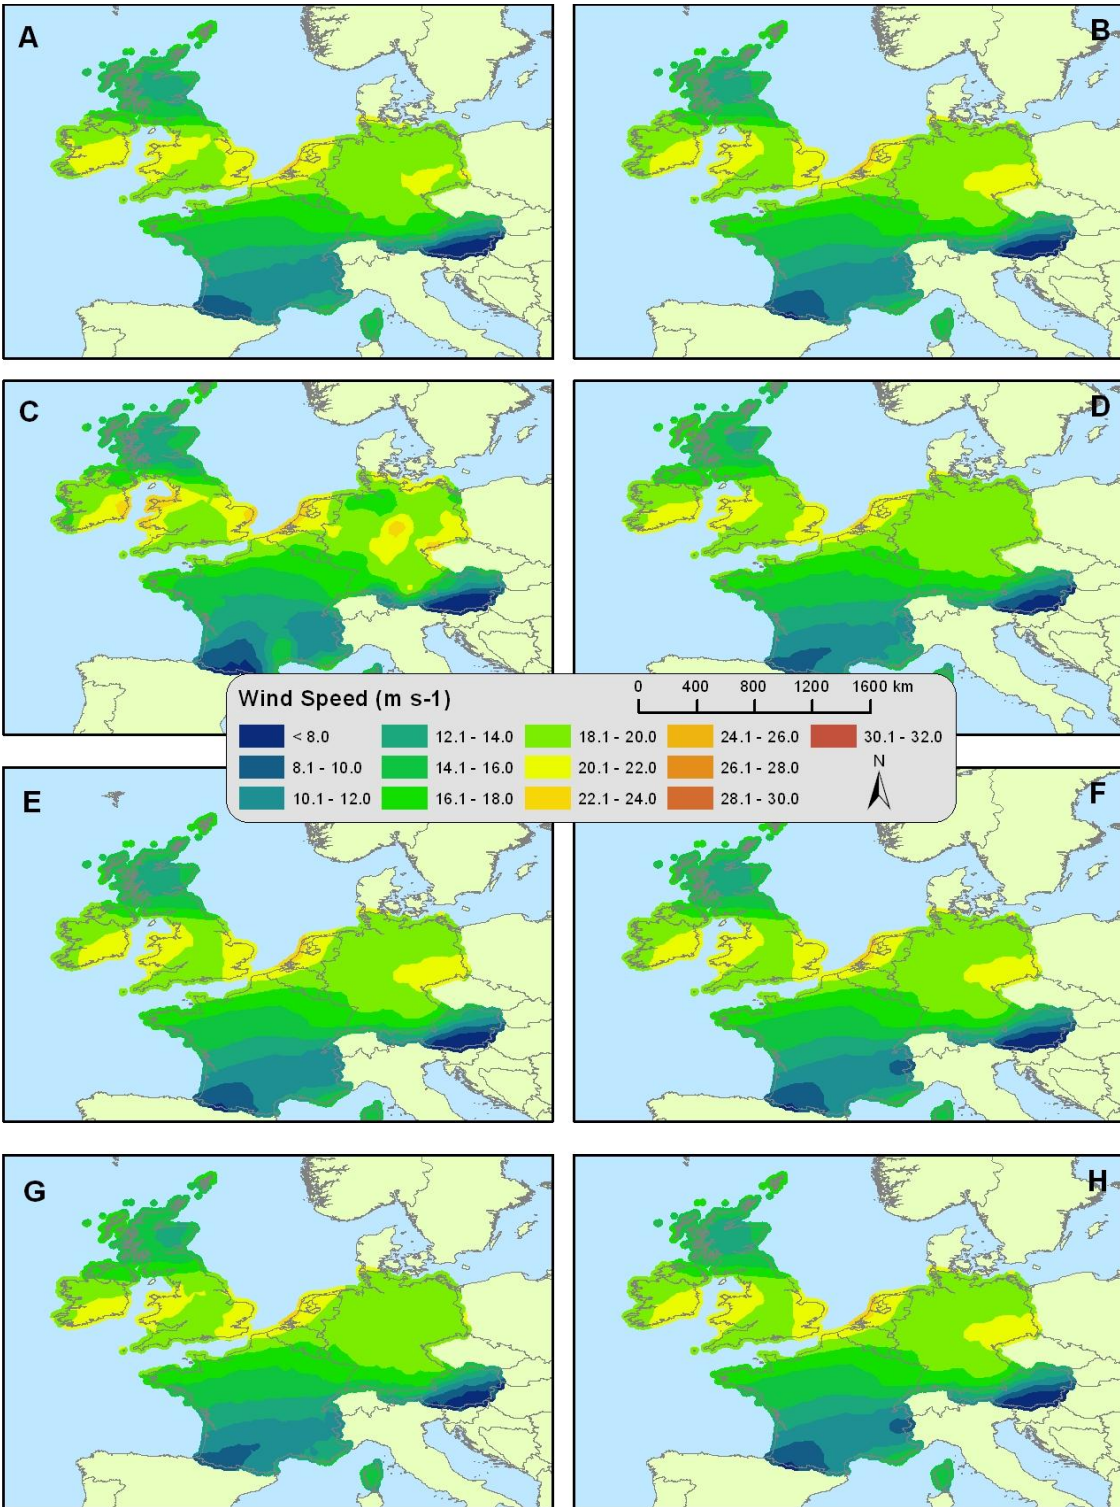 A
B
C
D
Wind Speed (m s-1)
0 400 800 1200 1600 km
< 8.0 12.1 - 14.0 18.1 - 20.0 24.1 - 26.0 30.1 - 32.0
8.1 - 10.0 14.1 - 16.0 20.1 - 22.0 26.1 - 28.0 N
10.1 - 12.0 16.1 - 18.0 22.1 - 24.0 28.1 - 30.0
E
F
G
H